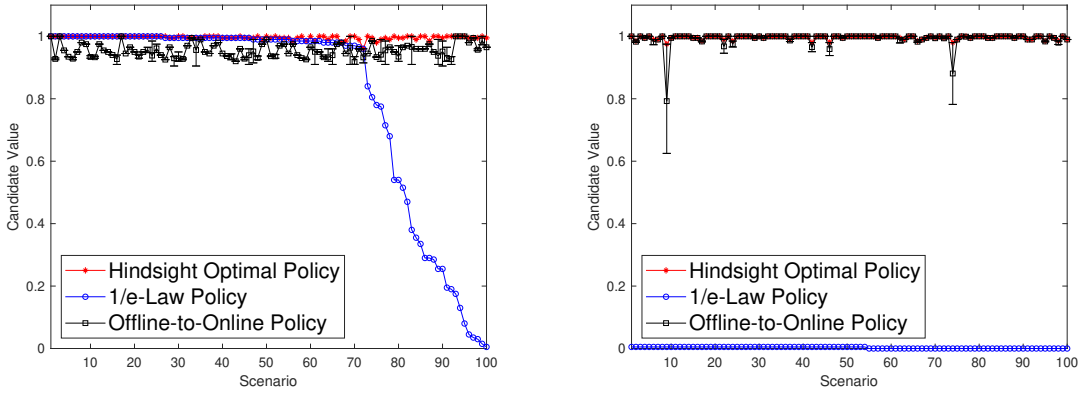 1
0.8
0.6
0.4
0.2
0
Candidate Value
Hindsight Optimal Policy
1/e-Law Policy
Offline-to-Online Policy
10 20 30 40 50 60 70 80 90 100
Scenario
1
0.8
0.6
0.4
0.2
0
Candidate Value
Hindsight Optimal Policy
1/e-Law Policy
Offline-to-Online Policy
10 20 30 40 50 60 70 80 90 100
Scenario